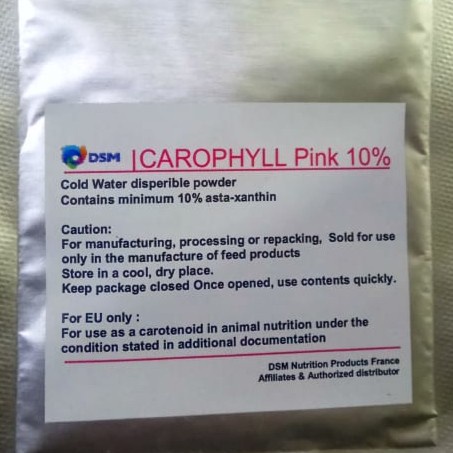 DSM | CAROPHYLL Pink 10%
Cold Water disperible powder
Contains minimum 10% asta-xanthin
Caution:
For manufacturing, processing or repacking, Sold for use
only in the manufacture of feed products
Store in a cool, dry place.
Keep package closed Once opened, use contents quickly.
For EU only :
For use as a carotenoid in animal nutrition under the
condition stated in additional documentation
DSM Nutrition Products France
Affiliates & Authorized distributor